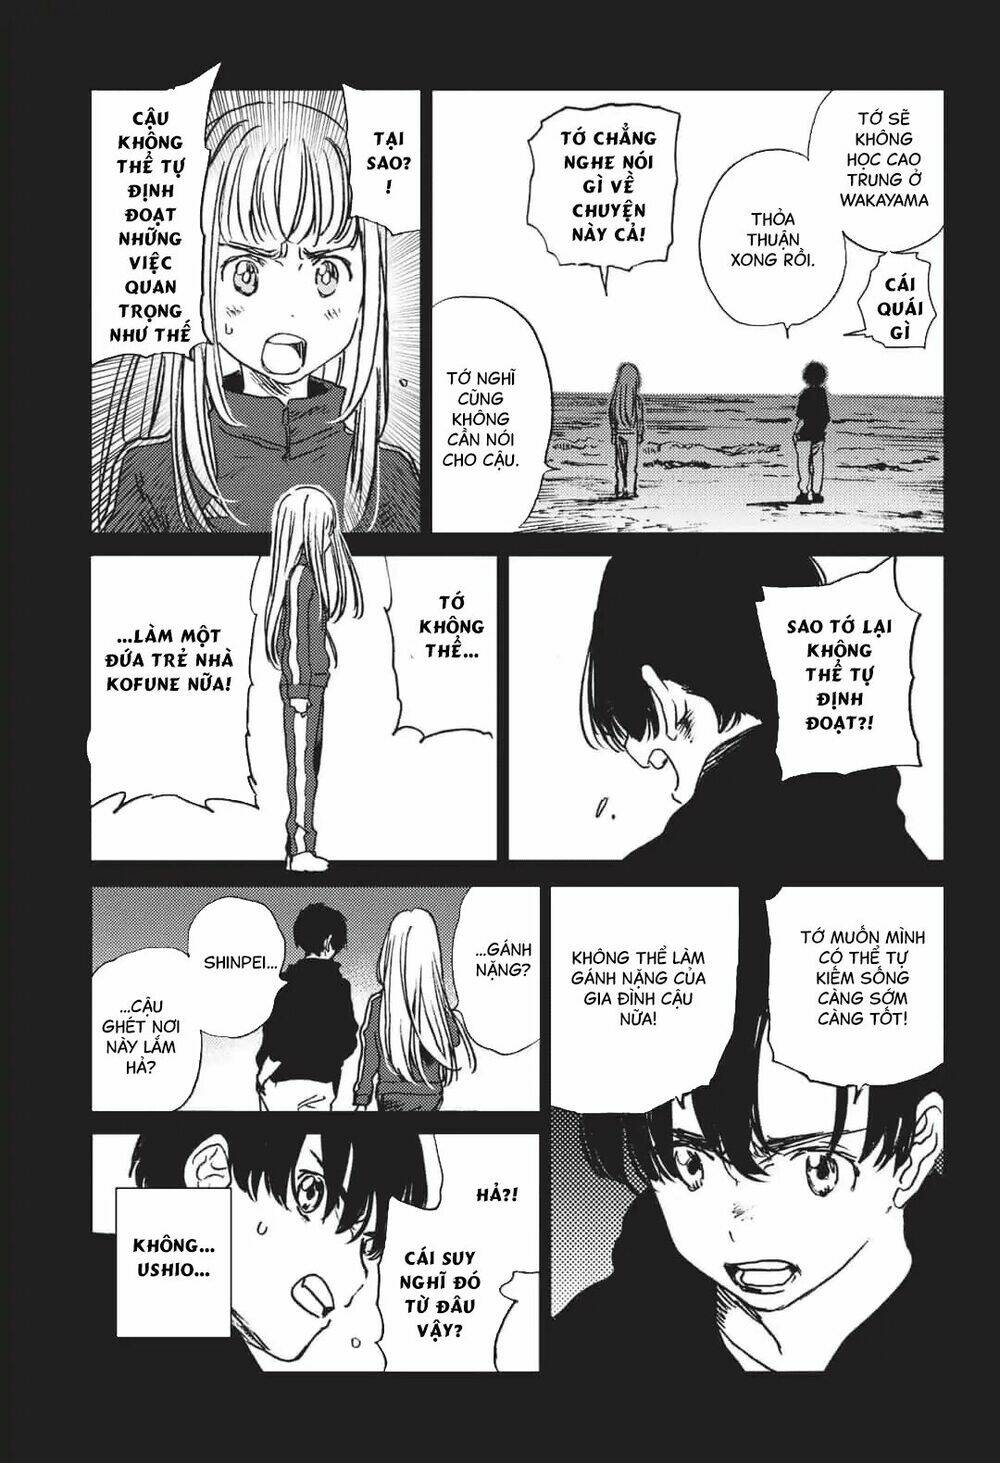 TỚ SẼ
KHÔNG
HỌC CAO
TRUNG Ở
WAKAYAMA
CÁI
QUÁI
GÌ
THỎA
THUẬN
XONG RỒI.
TỚ CHẲNG
NGHE NÓI
GÌ VỀ
CHUYỆN
NÀY CẢ!
TỚ NGHĨ
CŨNG
KHÔNG
CẦN NÓI
CHO CẬU.
TẠI
SAO?
!
CẬU
KHÔNG
THỂ TỰ
ĐỊNH
ĐOẠT
NHỮNG
VIỆC
QUAN
TRỌNG
NHƯ THẾ
SAO TỚ LẠI
KHÔNG
THỂ TỰ
ĐỊNH
ĐOẠT?!
TỚ
KHÔNG
THỂ...
...LÀM MỘT
ĐỨA TRẺ NHÀ
KOFUNE NỮA!
TỚ MUỐN MÌNH
CÓ THỂ TỰ
KIẾM SỐNG
CÀNG SỚM
CÀNG TỐT!
KHÔNG THỂ LÀM
GÁNH NẶNG CỦA
GIA ĐÌNH CẬU
NỮA!
...GÁNH
NẶNG?
SHINPEI...
...CẬU
GHÉT NƠI
NÀY LẮM
HẢ?
HẢ?!
CÁI SUY
NGHĨ ĐÓ
TỪ ĐÂU
VẬY?
KHÔNG...
USHIO...